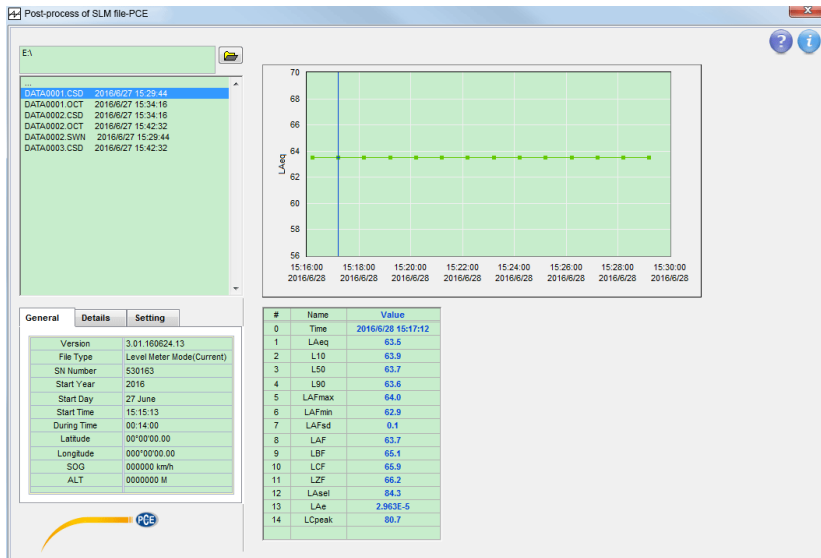 Post-process of SLM file-PCE
E:\
...
DATA0001.CSD 2016/6/27 15:29:44
DATA0001.OCT 2016/6/27 15:34:16
DATA0002.CSD 2016/6/27 15:34:16
DATA0002.OCT 2016/6/27 15:42:32
DATA0002.SWN 2016/6/27 15:29:44
DATA0003.CSD 2016/6/27 15:42:32
LAeq
70
68
66
64
62
60
58
56
15:16:00 15:18:00 15:20:00 15:22:00 15:24:00 15:26:00 15:28:00 15:30:00
2016/6/28 2016/6/28 2016/6/28 2016/6/28 2016/6/28 2016/6/28 2016/6/28 2016/6/28
General Details Setting
Version 3.01.160624.13
File Type Level Meter Mode(Current)
SN Number 530163
Start Year 2016
Start Day 27 June
Start Time 15:15:13
During Time 00:14:00
Latitude 00°00'00.00
Longitude 000°00'00.00
SOG 000000 km/h
ALT 0000000 M
# Name Value
0 Time 2016/6/28 15:17:12
1 LAeq 63.5
2 L10 63.9
3 L50 63.7
4 L90 63.6
5 LAFmax 64.0
6 LAFmin 62.9
7 LAFsd 0.1
8 LAF 63.7
9 LBF 65.1
10 LCF 65.9
11 LZF 66.2
12 LAsel 84.3
13 LAe 2.963E-5
14 LCpeak 80.7
PCE